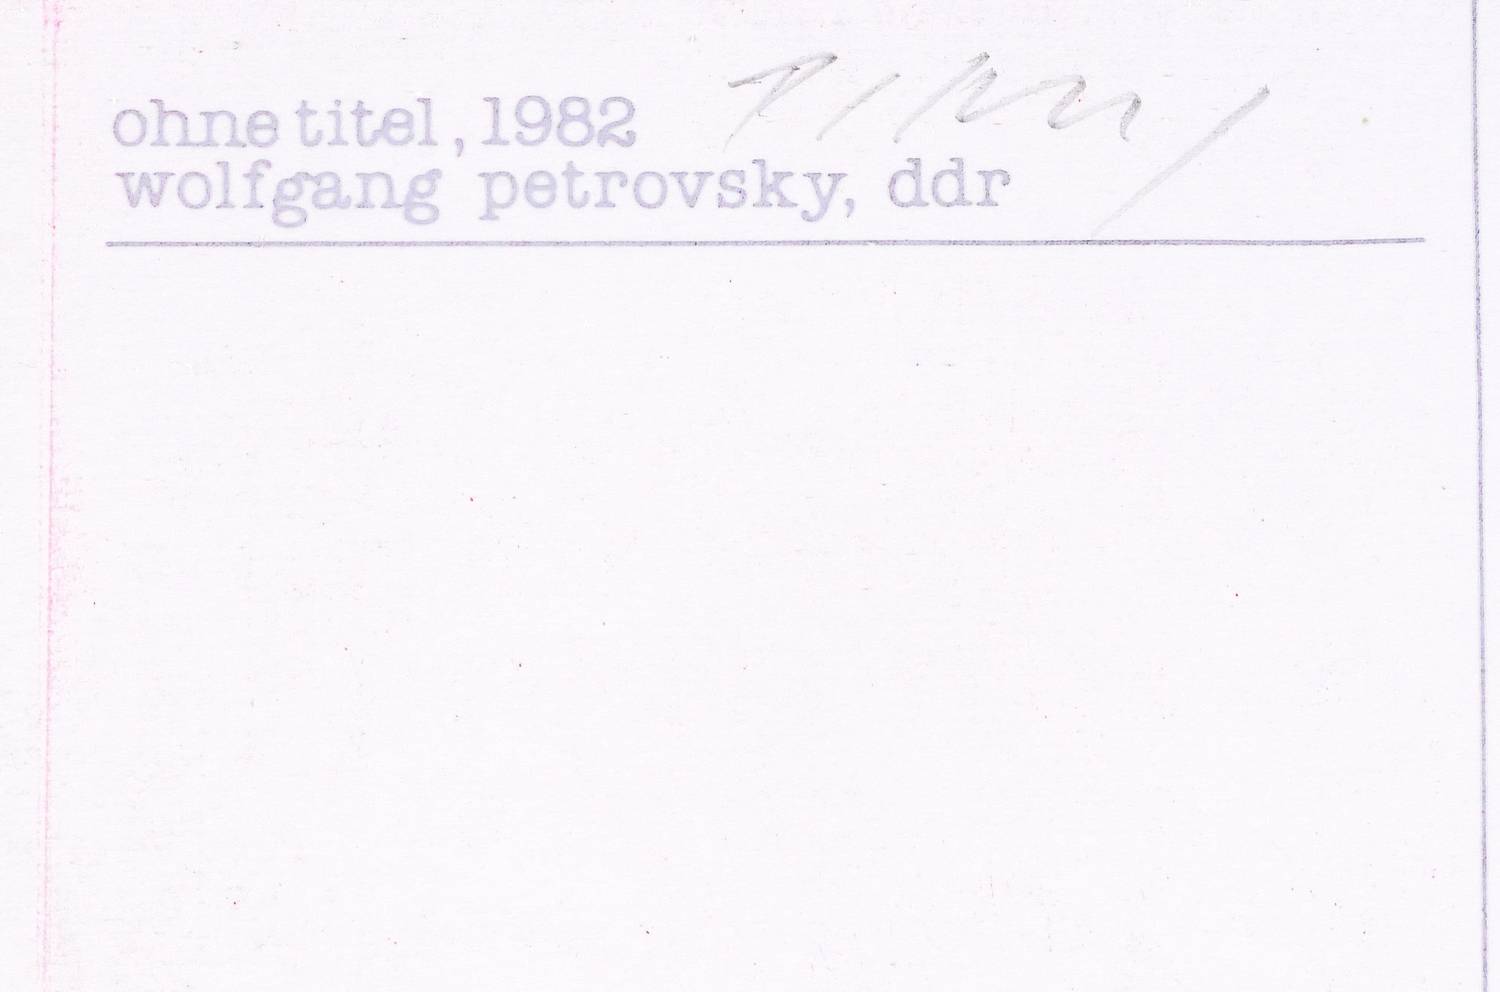 ohne titel, 1982
wolfgang petrovsky, ddr